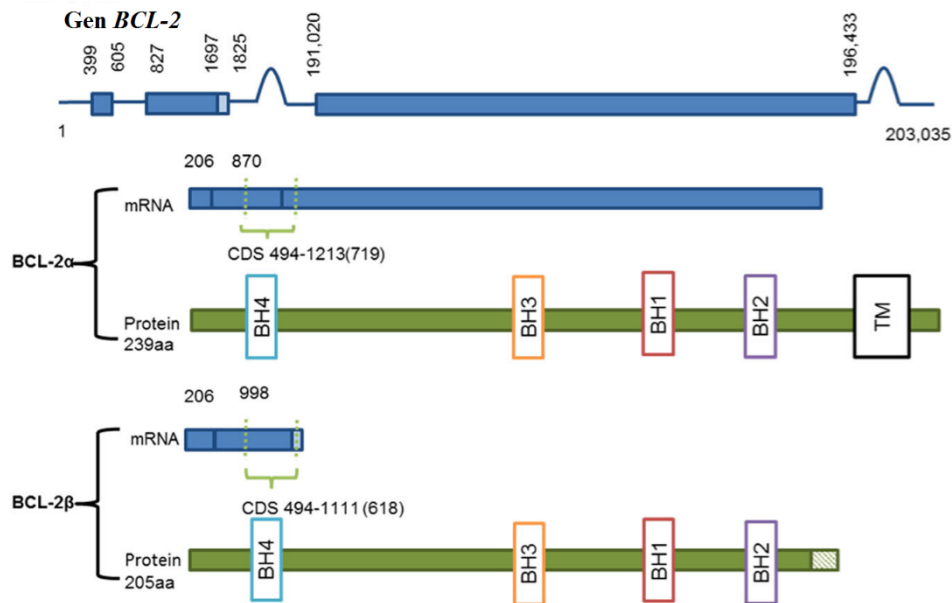 Gen BCL-2
399 605 827 1697 1825 191,020 196,433
1 203,035
206 870
mRNA
CDS 494-1213(719)
BCL-2α
BH4 BH3 BH1 BH2 TM
Protein
239aa
206 998
mRNA
CDS 494-1111(618)
BCL-2β
BH4 BH3 BH1 BH2
Protein
205aa